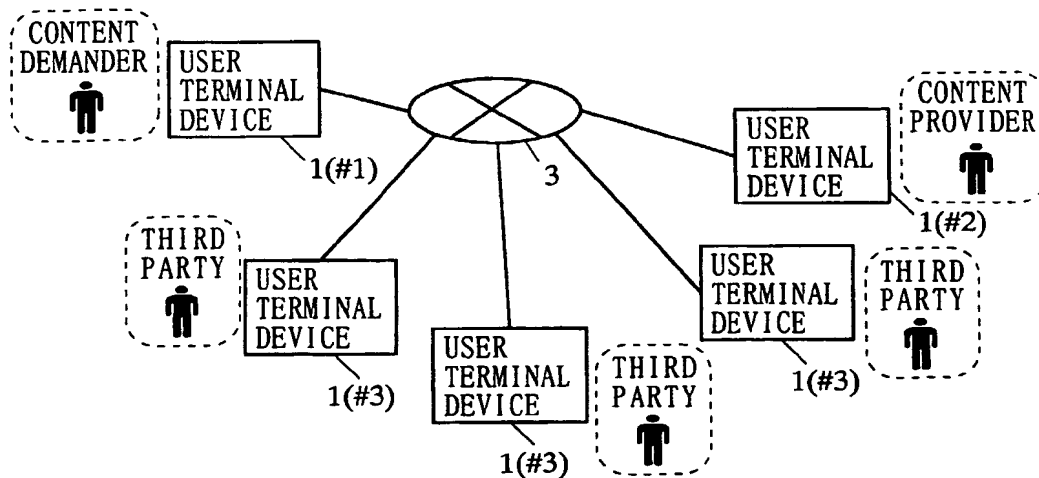 CONTENT
DEMANDER
USER
TERMINAL
DEVICE
1(#1)
3
USER
TERMINAL
DEVICE
CONTENT
PROVIDER
1(#2)
THIRD
PARTY
USER
TERMINAL
DEVICE
1(#3)
USER
TERMINAL
DEVICE
1(#3)
THIRD
PARTY
USER
TERMINAL
DEVICE
1(#3)
THIRD
PARTY